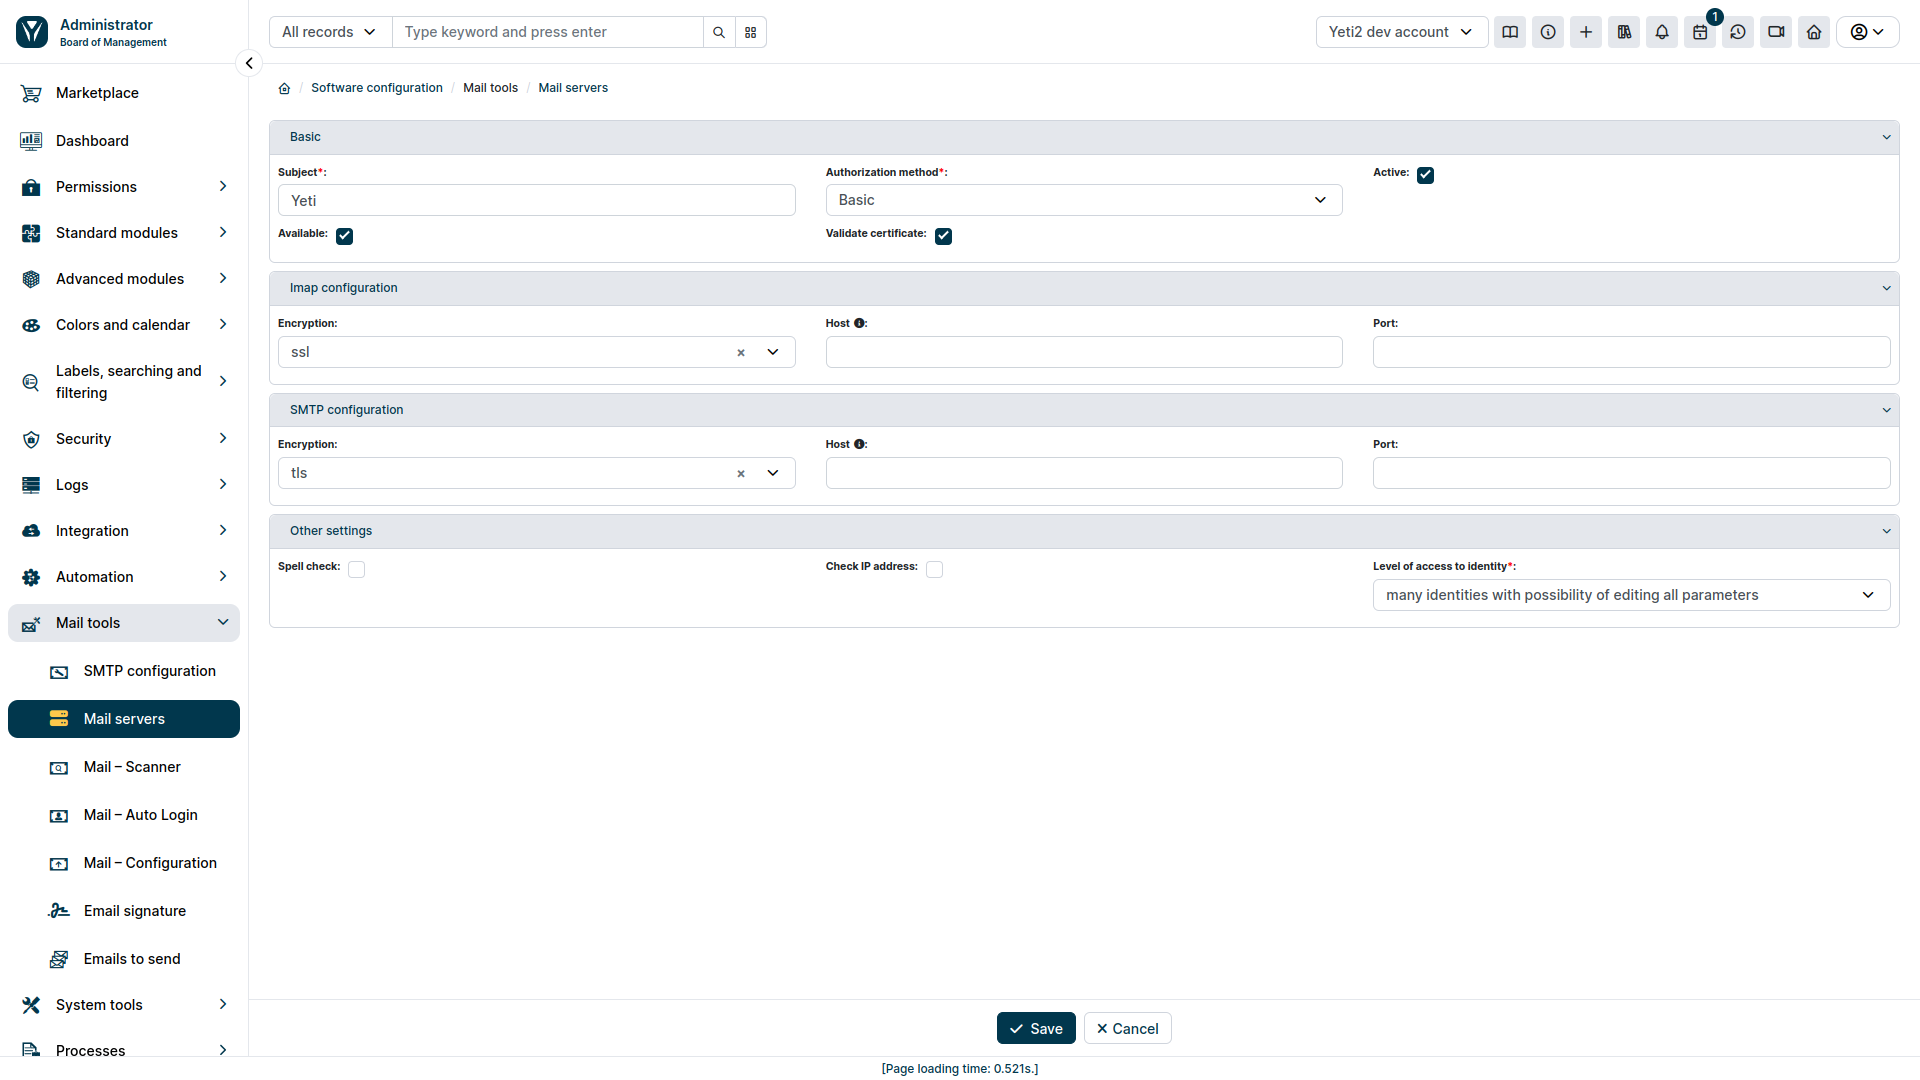 Administrator
Board of Management
All records
Type keyword and press enter
Yeti2 dev account
1
Software configuration / Mail tools / Mail servers
Marketplace
Dashboard
Permissions
Standard modules
Advanced modules
Colors and calendar
Labels, searching and
filtering
Security
Logs
Integration
Automation
Mail tools
SMTP configuration
Mail servers
Mail – Scanner
Mail – Auto Login
Mail – Configuration
Email signature
Emails to send
System tools
Processes
Basic
Subject*:
Yeti
Authorization method*:
Basic
Active:
Available:
Validate certificate:
Imap configuration
Encryption:
ssl
Host :
Port:
SMTP configuration
Encryption:
tls
Host :
Port:
Other settings
Spell check:
Check IP address:
Level of access to identity*:
many identities with possibility of editing all parameters
Save
Cancel
[Page loading time: 0.521s.]